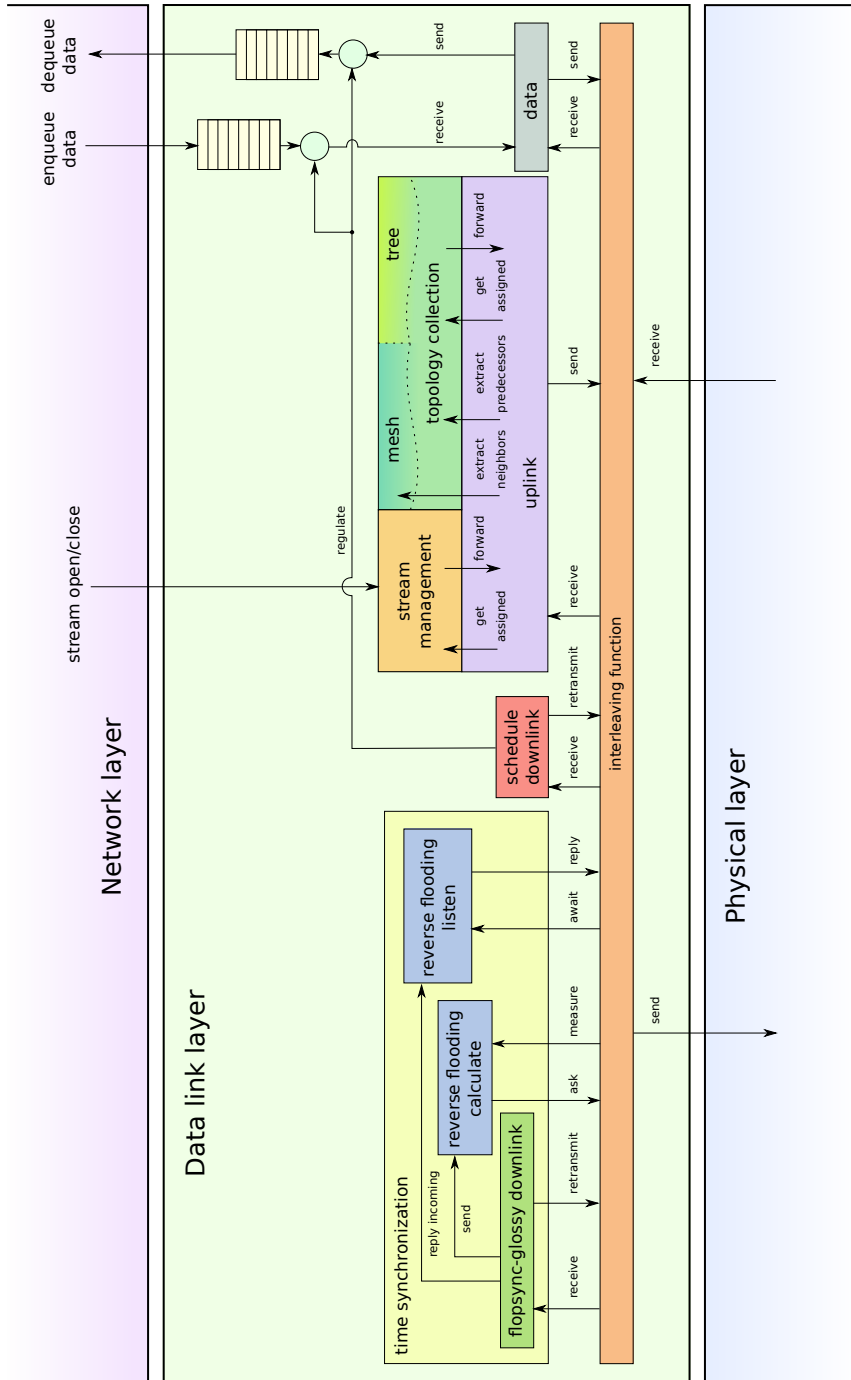 Network layer
stream open/close
enqueue
data
dequeue
data
Data link layer
regulate
receive
send
time synchronization
reply incoming
send
reverse flooding
listen
reverse flooding
calculate
flopsync-glossy downlink
schedule
downlink
stream
management
mesh
tree
topology collection
get
assigned
forward
extract
neighbors
extract
predecessors
get
assigned
forward
uplink
data
receive
retransmit
ask
measure
await
reply
receive
retransmit
receive
send
receive
send
interleaving function
send
receive
Physical layer